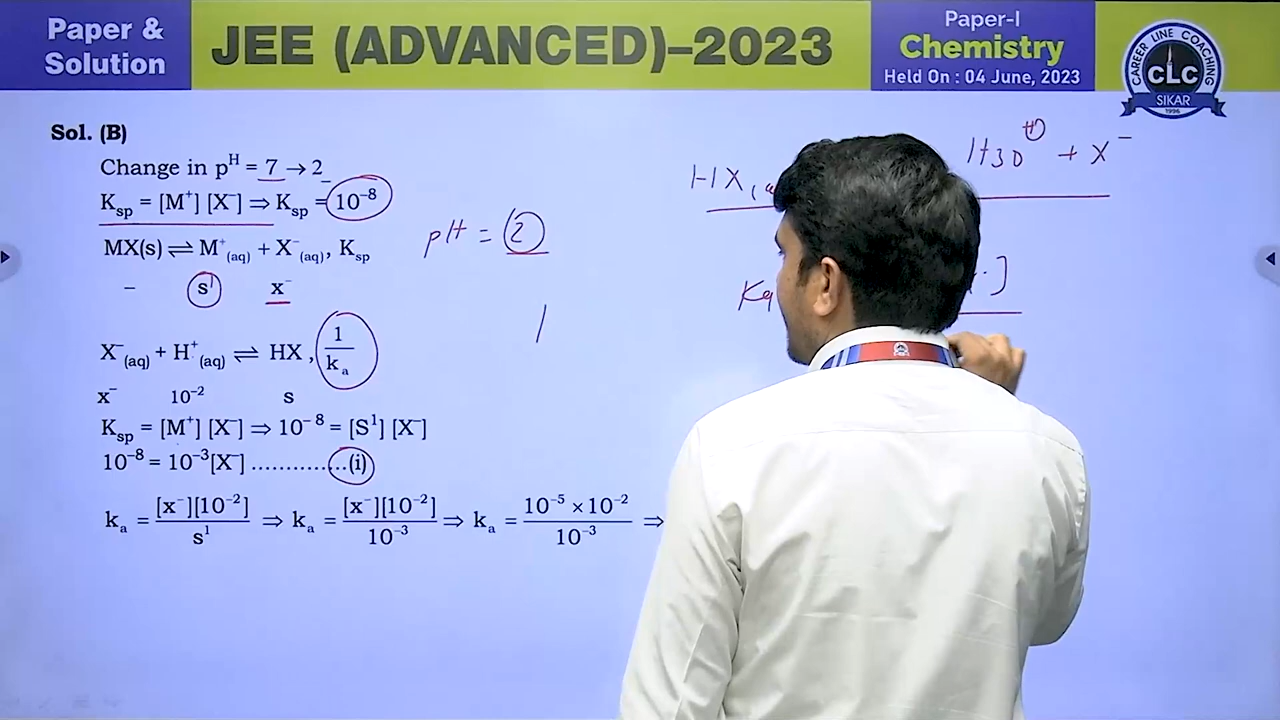 Paper &
Solution
JEE (ADVANCED)–2023
Paper-I
Chemistry
Held On : 04 June, 2023
CAREER LINE COACHING
CLC
SIKAR
1996
Sol. (B)
Change in pᴴ = 7 → 2
Kₛₚ = [M⁺] [X⁻] ⇒ Kₛₚ = 10⁻⁸
MX(s) ⇌ M⁺(aq) + X⁻(aq), Kₛₚ
– s¹ x⁻
X⁻(aq) + H⁺(aq) ⇌ HX , 1/kₐ
x⁻ 10⁻² s
Kₛₚ = [M⁺] [X⁻] ⇒ 10⁻⁸ = [S¹] [X⁻]
10⁻⁸ = 10⁻³[X⁻] ...............(i)
kₐ = [x⁻][10⁻²]/s¹ ⇒ kₐ = [x⁻][10⁻²]/10⁻³ ⇒ kₐ = 10⁻⁵ × 10⁻²/10⁻³ ⇒
pH = 2
HX(a
H3O⁺ + X⁻
Ka